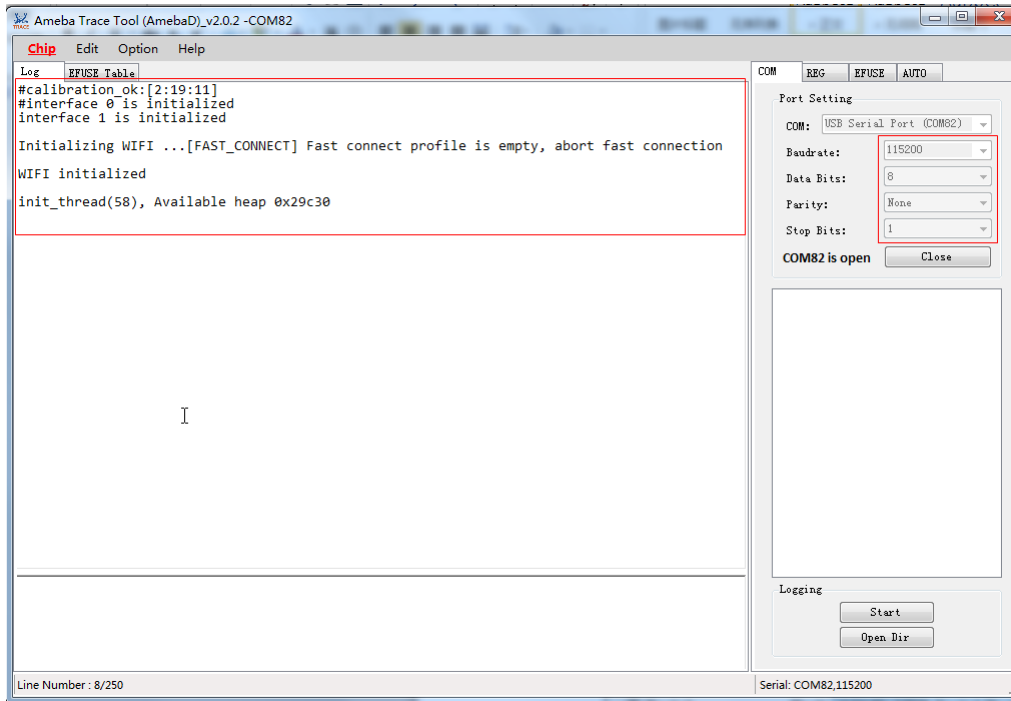 Ameba Trace Tool (AmebaD)_v2.0.2 -COM82
Chip Edit Option Help
Log EFUSE Table
#calibration_ok:[2:19:11]
#interface 0 is initialized
interface 1 is initialized
Initializing WIFI ...[FAST_CONNECT] Fast connect profile is empty, abort fast connection
WIFI initialized
init_thread(58), Available heap 0x29c30
COM REG EFUSE AUTO
Port Setting
COM: USB Serial Port (COM82)
Baudrate: 115200
Data Bits: 8
Parity: None
Stop Bits: 1
COM82 is open Close
Logging
Start
Open Dir
Line Number : 8/250
Serial: COM82,115200